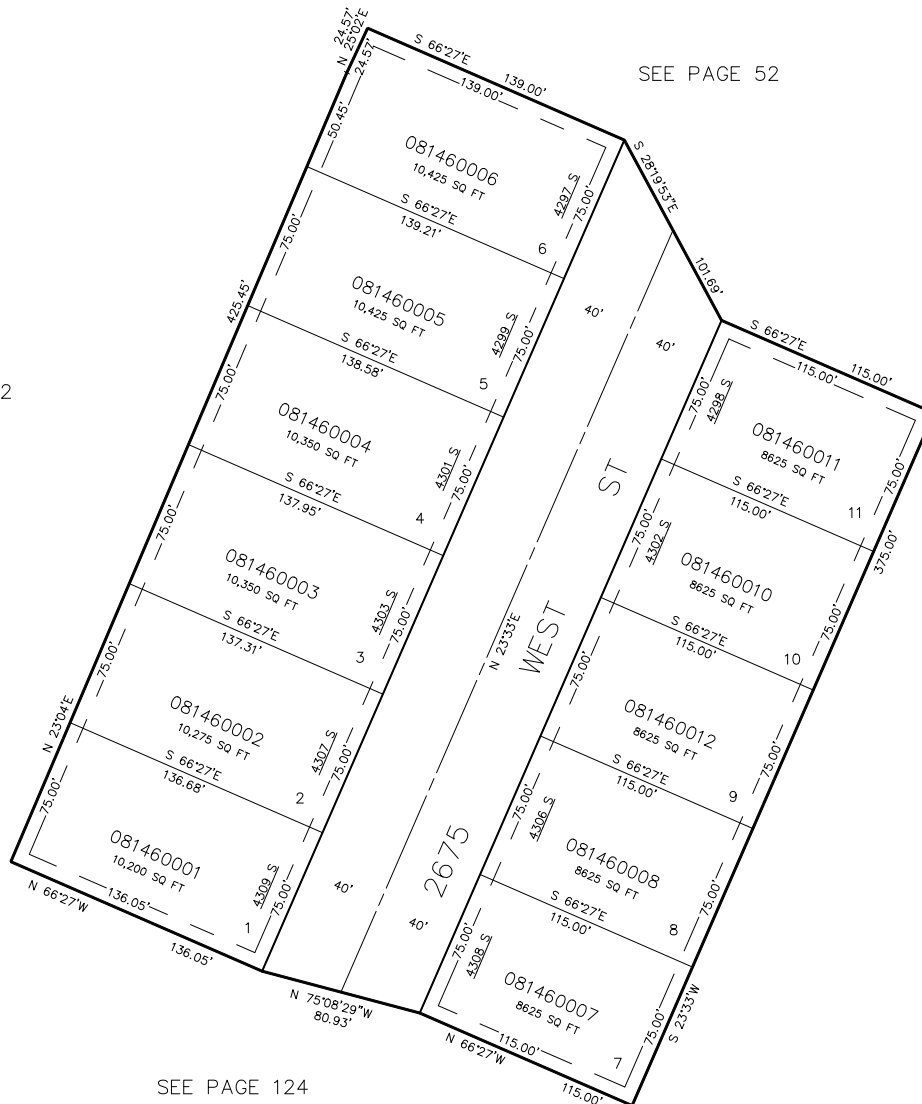 24.57'
N 25°02'E
24.57'
S 66°27'E
139.00'
139.00'
SEE PAGE 52
50.45'
081460006
10,425 SQ FT
4297 S
75.00'
S 28°19'53"E
101.69'
S 66°27'E
139.21'
6
75.00'
425.45'
081460005
10,425 SQ FT
4299 S
75.00'
40'
40'
S 66°27'E
115.00'
115.00'
S 66°27'E
138.58'
5
2
75.00'
75.00'
4298 S
081460011
8625 SQ FT
75.00'
081460004
10,350 SQ FT
4301 S
75.00'
ST
S 66°27'E
115.00'
11
S 66°27'E
137.95'
4
75.00'
75.00'
4302 S
375.00'
081460003
10,350 SQ FT
4303 S
75.00'
081460010
8625 SQ FT
75.00'
N 23°33'E
WEST
S 66°27'E
137.31'
3
S 66°27'E
115.00'
10
75.00'
75.00'
N 23°04'E
081460002
10,275 SQ FT
4307 S
75.00'
081460012
8625 SQ FT
75.00'
S 66°27'E
136.68'
2
S 66°27'E
115.00'
9
75.00'
75.00'
4306 S
081460001
10,200 SQ FT
4309 S
75.00'
2675
081460008
8625 SQ FT
75.00'
N 66°27'W
136.05'
136.05'
1
40'
40'
S 66°27'E
115.00'
8
75.00'
4308 S
081460007
8625 SQ FT
75.00'
S 23°33'W
N 75°08'29"W
80.93'
115.00'
N 66°27'W
115.00'
7
SEE PAGE 124